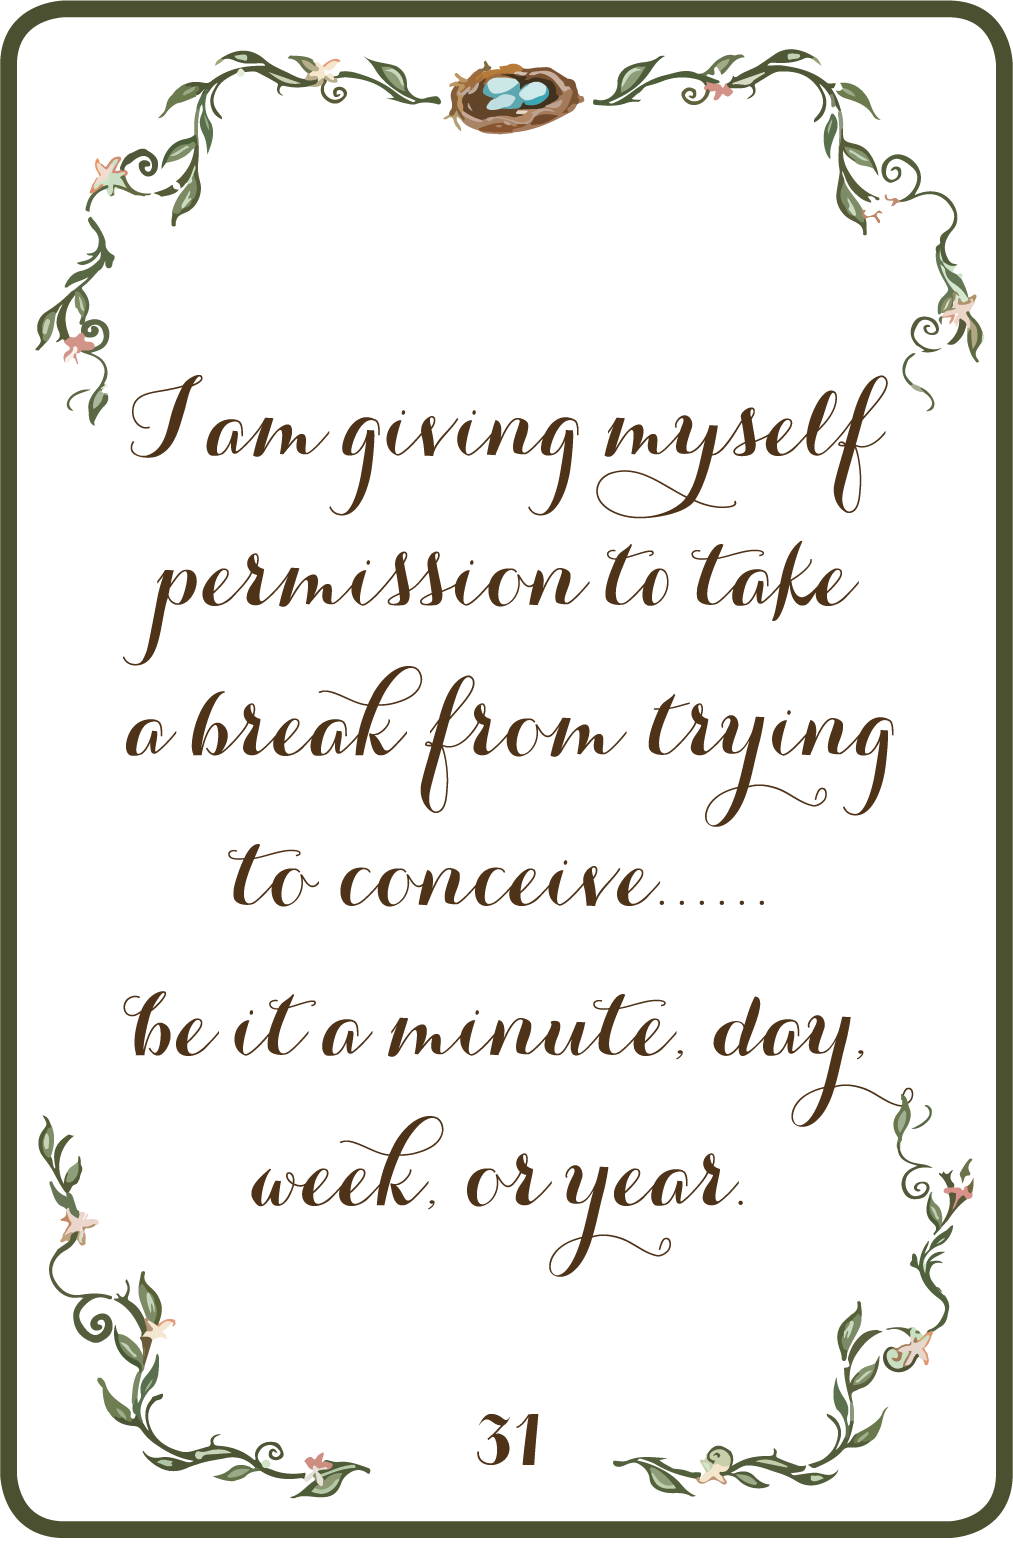 I am giving myself
permission to take
a break from trying
to conceive......
be it a minute, day,
week, or year.
31